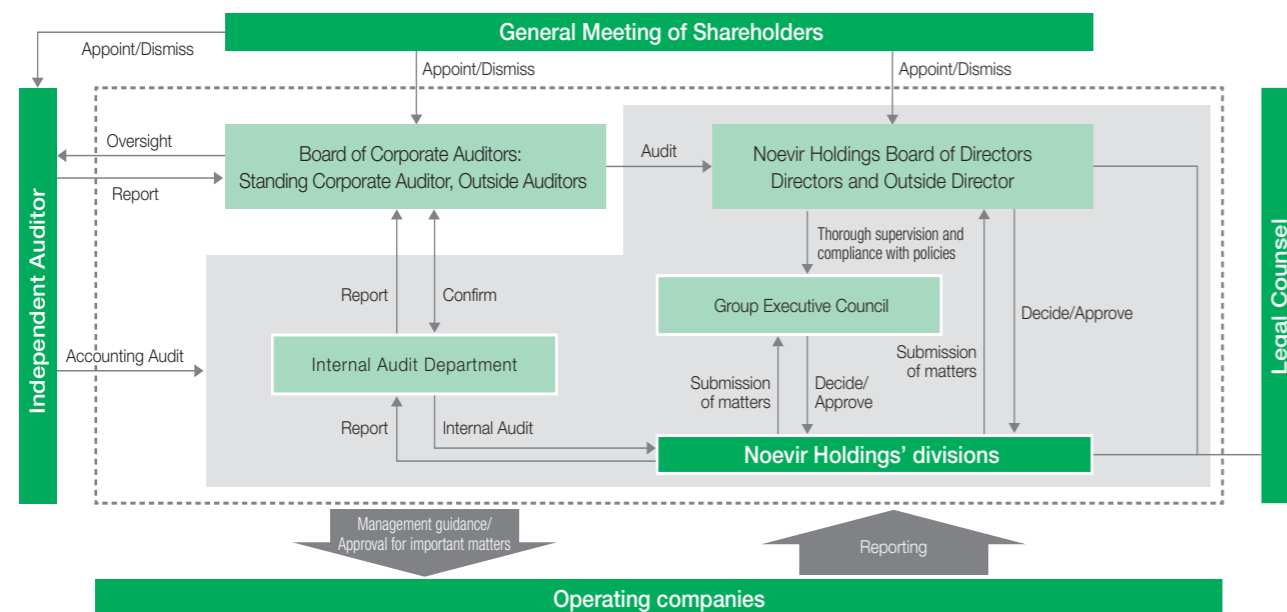 General Meeting of Shareholders
Appoint/Dismiss
Appoint/Dismiss
Appoint/Dismiss
Independent Auditor
Legal Counsel
Oversight
Report
Board of Corporate Auditors:
Standing Corporate Auditor, Outside Auditors
Audit
Noevir Holdings Board of Directors
Directors and Outside Director
Thorough supervision and
compliance with policies
Report
Confirm
Group Executive Council
Decide/Approve
Accounting Audit
Internal Audit Department
Submission
of matters
Decide/
Approve
Submission
of matters
Report
Internal Audit
Noevir Holdings’ divisions
Management guidance/
Approval for important matters
Reporting
Operating companies